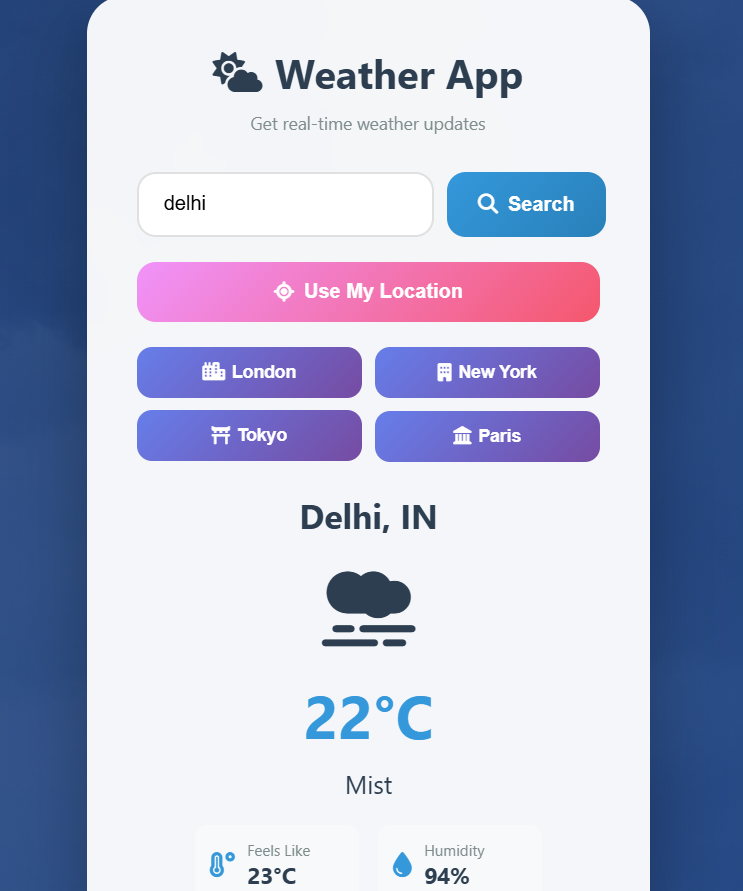 Weather App
Get real-time weather updates
delhi
Search
Use My Location
London
New York
Tokyo
Paris
Delhi, IN
22°C
Mist
Feels Like
23°C
Humidity
94%